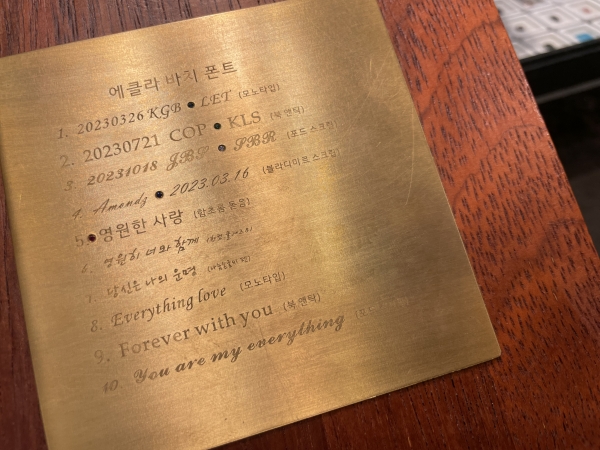 에클라 바치 폰트
1. 20230326 KGB ● LET (모노타입)
2. 20230721 COP ● KLS (북 앤틱)
3. 20231018 JBS ● SBR (포드 스크립)
4. Amondz ● 2023.03.16 (블라디미르 스크립)
5. ● 영원한 사랑 (함초롬 돋움)
6. 영원히 너와 함께
7. 당신은 나의 운명
8. Everything love (모노타입)
9. Forever with you (북 앤틱)
10. You are my everything